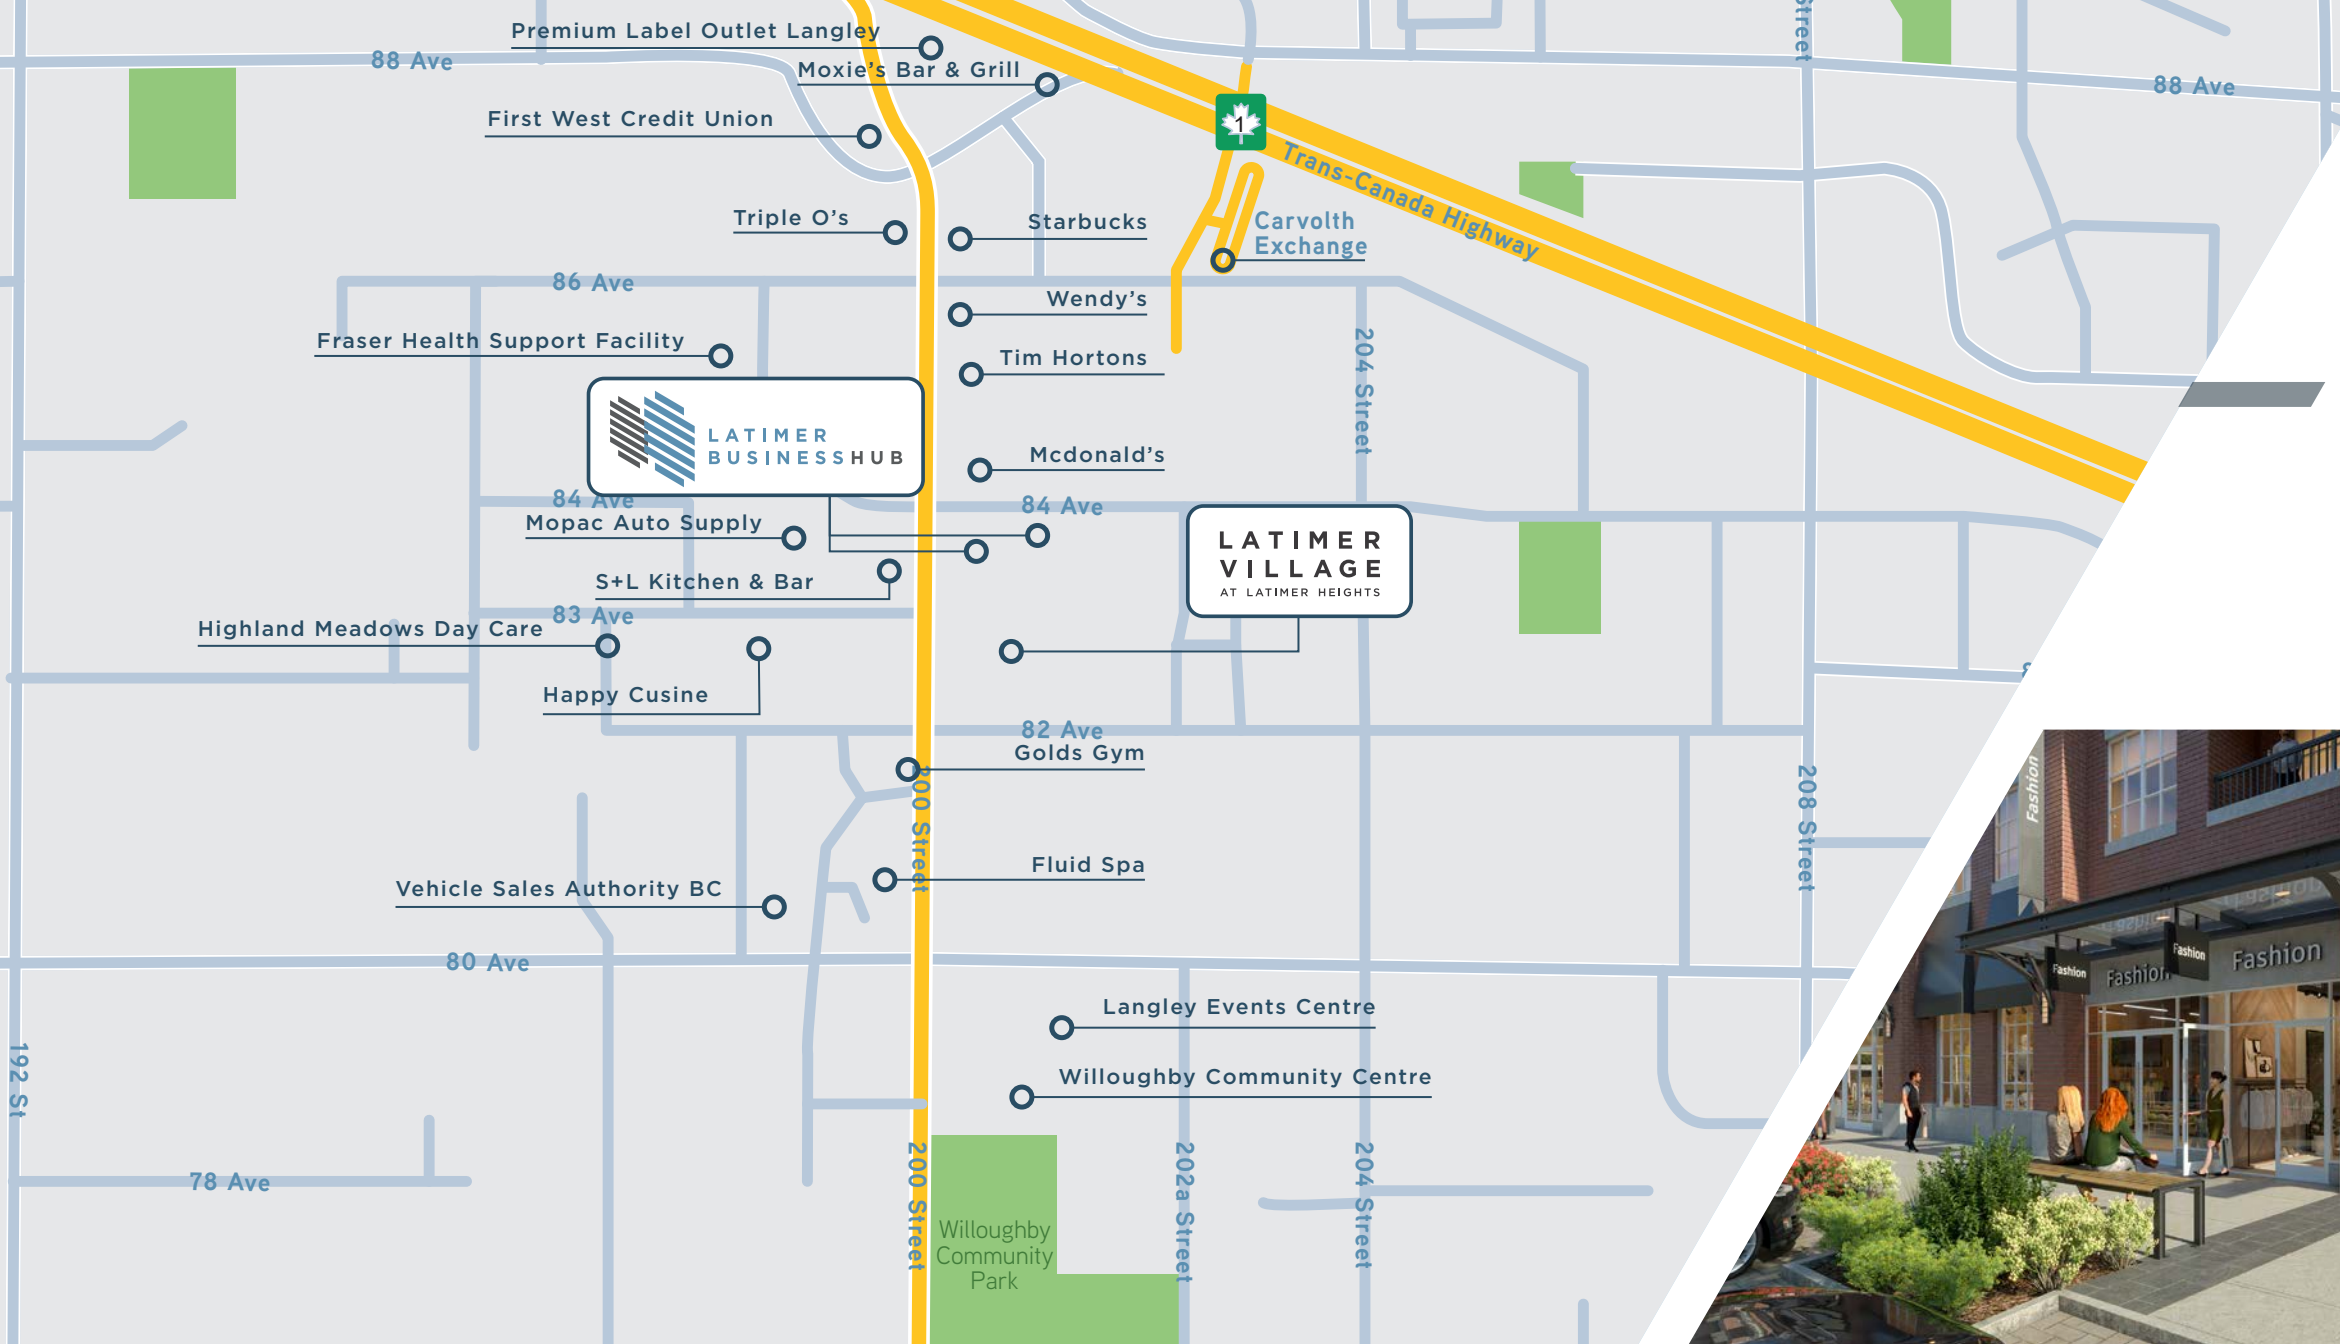 Premium Label Outlet Langley
88 Ave
Moxie's Bar & Grill
Street
88 Ave
First West Credit Union
1
Trans-Canada Highway
Triple O's
Starbucks
Carvolth
Exchange
86 Ave
Wendy's
Fraser Health Support Facility
Tim Hortons
204 Street
LATIMER
BUSINESSHUB
Mcdonald's
84 Ave
84 Ave
Mopac Auto Supply
LATIMER
VILLAGE
AT LATIMER HEIGHTS
S+L Kitchen & Bar
83 Ave
Highland Meadows Day Care
Happy Cusine
82 Ave
Golds Gym
200 Street
208 Street
Fashion
Fluid Spa
Vehicle Sales Authority BC
80 Ave
Fashion
Fashion
Fashion
Fashion
Langley Events Centre
192 St
Willoughby Community Centre
78 Ave
200 Street
202a Street
204 Street
Willoughby
Community
Park